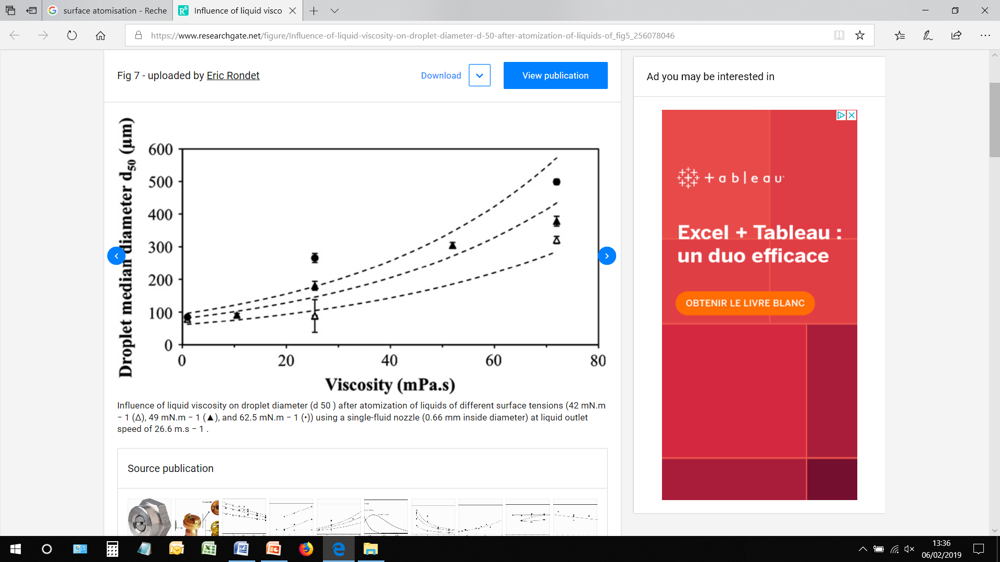 surface atomisation - Reche
Influence of liquid visco
https://www.researchgate.net/figure/Influence-of-liquid-viscosity-on-droplet-diameter-d-50-after-atomization-of-liquids-of_fig5_256078046
Fig 7 - uploaded by Eric Rondet
Download
View publication
Droplet median diameter d50 (μm)
600
500
400
300
200
100
0
0 20 40 60 80
Viscosity (mPa.s)
Influence of liquid viscosity on droplet diameter (d 50 ) after atomization of liquids of different surface tensions (42 mN.m
− 1 (Δ), 49 mN.m − 1 (▲), and 62.5 mN.m − 1 (•)) using a single-fluid nozzle (0.66 mm inside diameter) at liquid outlet
speed of 26.6 m.s − 1 .
Source publication
Ad you may be interested in
+ableau
Excel + Tableau :
un duo efficace
OBTENIR LE LIVRE BLANC
13:36
06/02/2019